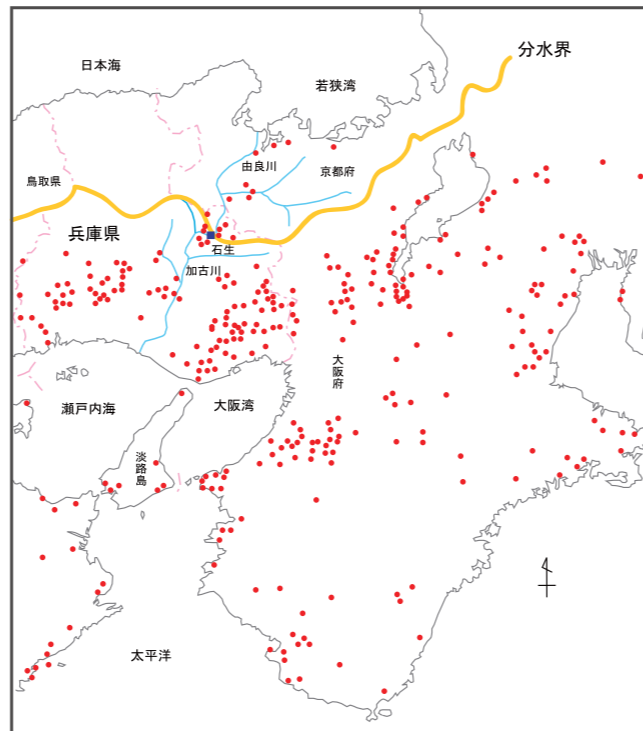 分水界
日本海
若狭湾
由良川
京都府
鳥取県
兵庫県
石生
加古川
大阪府
瀬戸内海
大阪湾
淡路島
太平洋